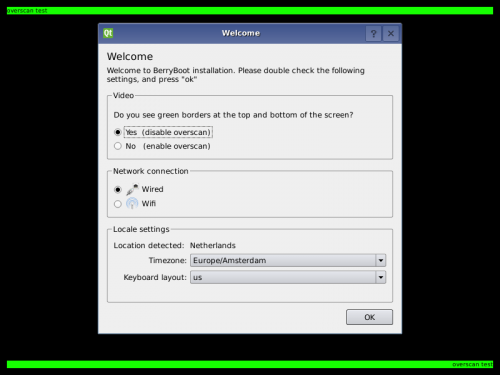 overscan test
Qt Welcome ? ×
Welcome
Welcome to BerryBoot installation. Please double check the following
settings, and press "ok"
Video
Do you see green borders at the top and bottom of the screen?
Yes (disable overscan)
No (enable overscan)
Network connection
Wired
Wifi
Locale settings
Location detected: Netherlands
Timezone: Europe/Amsterdam
Keyboard layout: us
OK
overscan test